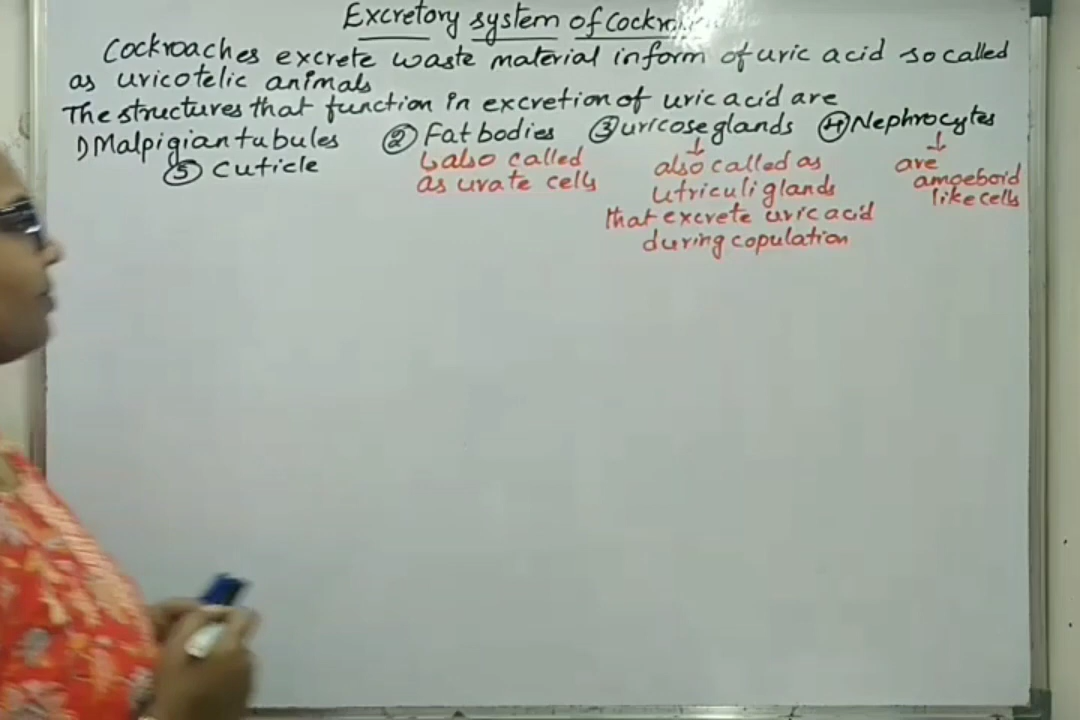 Excretory system of Cockr
Cockroaches excrete waste material inform of uric acid so called
as uricotelic animals
The structures that function in excretion of uric acid are
1) Malpigian tubules ② Fat bodies ③ uricose glands ④ Nephrocytes
⑤ Cuticle
↳ also called
as urate cells
↓
also called as
utriculi glands
that excrete uric acid
during copulation
↓
are
amoeboid
like cells